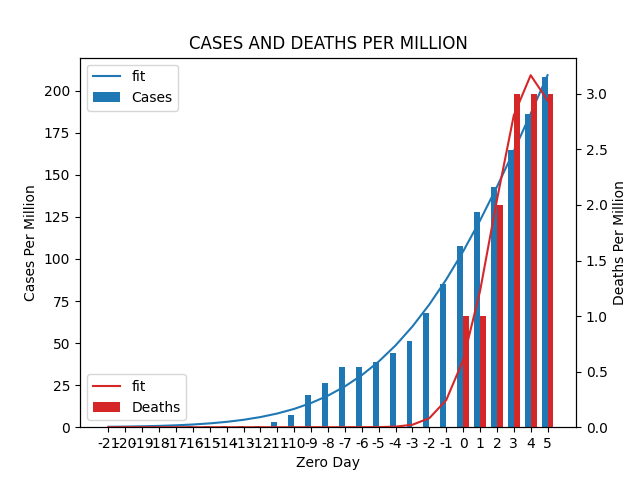 CASES AND DEATHS PER MILLION
fit
Cases
fit
Deaths
Cases Per Million
200
175
150
125
100
75
50
25
0
Deaths Per Million
3.0
2.5
2.0
1.5
1.0
0.5
0.0
-21 -20 -19 -18 -17 -16 -15 -14 -13 -12 -11 -10 -9 -8 -7 -6 -5 -4 -3 -2 -1 0 1 2 3 4 5
Zero Day